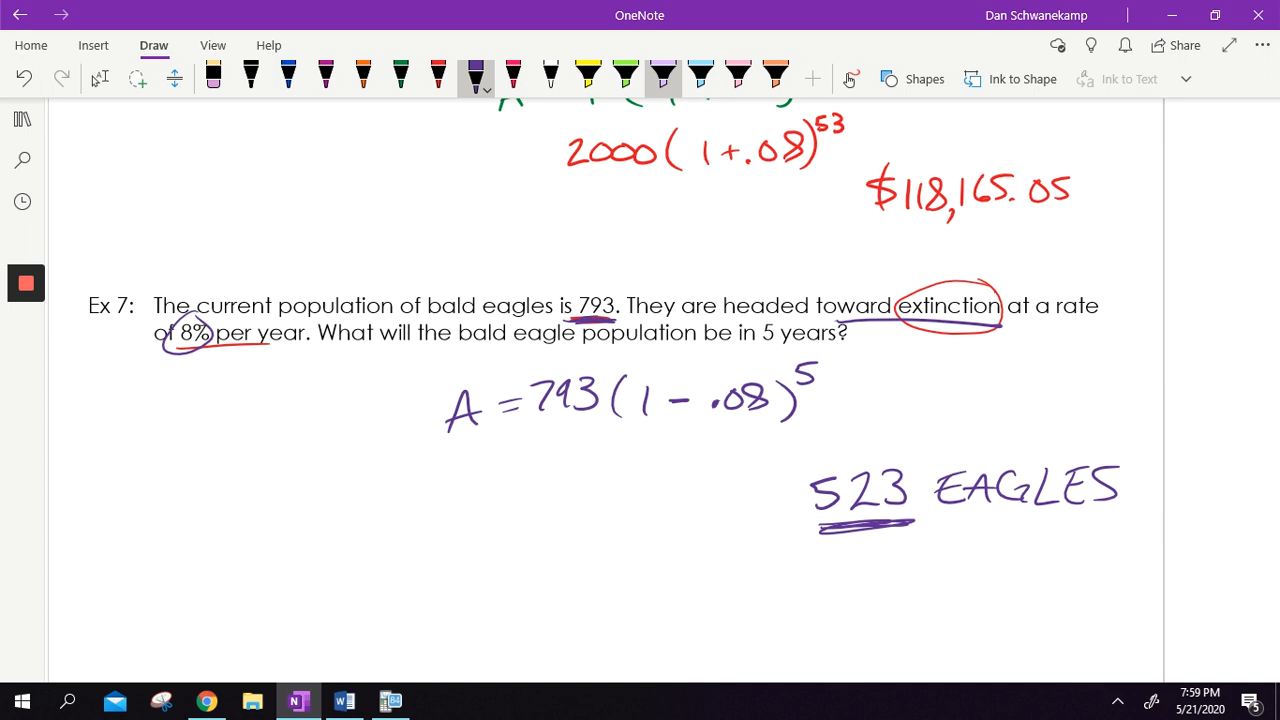 OneNote
Dan Schwanekamp
Home Insert Draw View Help
Share
Shapes Ink to Shape Ink to Text
2000(1+.08)^53
$118,165.05
Ex 7: The current population of bald eagles is 793. They are headed toward extinction at a rate
of 8% per year. What will the bald eagle population be in 5 years?
A = 793(1 - .08)^5
523 EAGLES
7:59 PM
5/21/2020
5